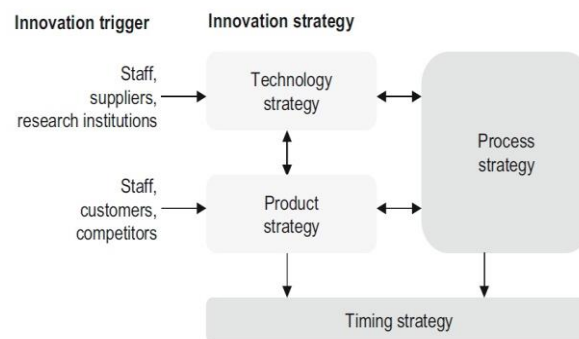 Innovation trigger
Innovation strategy
Staff,
suppliers,
research institutions
Technology
strategy
Process
strategy
Staff,
customers,
competitors
Product
strategy
Timing strategy